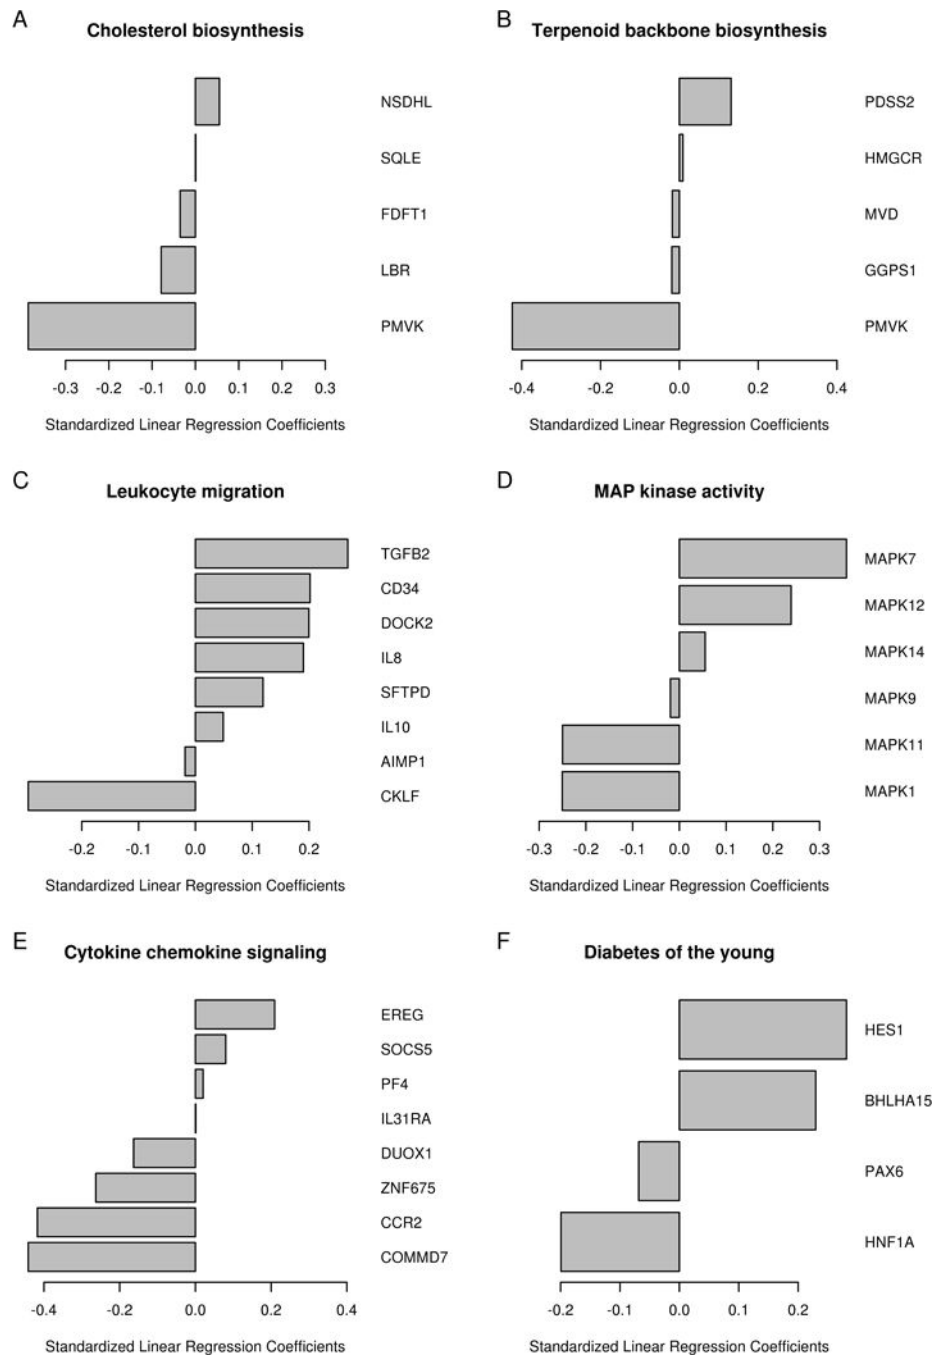 A
Cholesterol biosynthesis
NSDHL
SQLE
FDFT1
LBR
PMVK
-0.3 -0.2 -0.1 0.0 0.1 0.2 0.3
Standardized Linear Regression Coefficients
B
Terpenoid backbone biosynthesis
PDSS2
HMGCR
MVD
GGPS1
PMVK
-0.4 -0.2 0.0 0.2 0.4
Standardized Linear Regression Coefficients
C
Leukocyte migration
TGFB2
CD34
DOCK2
IL8
SFTPD
IL10
AIMP1
CKLF
-0.2 -0.1 0.0 0.1 0.2
Standardized Linear Regression Coefficients
D
MAP kinase activity
MAPK7
MAPK12
MAPK14
MAPK9
MAPK11
MAPK1
-0.3 -0.2 -0.1 0.0 0.1 0.2 0.3
Standardized Linear Regression Coefficients
E
Cytokine chemokine signaling
EREG
SOCS5
PF4
IL31RA
DUOX1
ZNF675
CCR2
COMMD7
-0.4 -0.2 0.0 0.2 0.4
Standardized Linear Regression Coefficients
F
Diabetes of the young
HES1
BHLHA15
PAX6
HNF1A
-0.2 -0.1 0.0 0.1 0.2
Standardized Linear Regression Coefficients